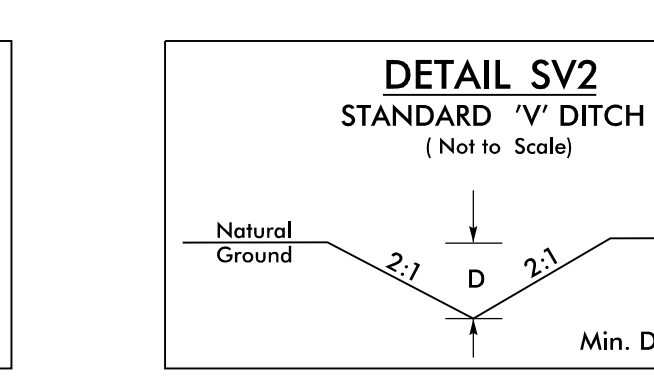 DETAIL SV2
STANDARD 'V' DITCH
( Not to Scale)
Natural
Ground
2:1
D
2:1
Min. D